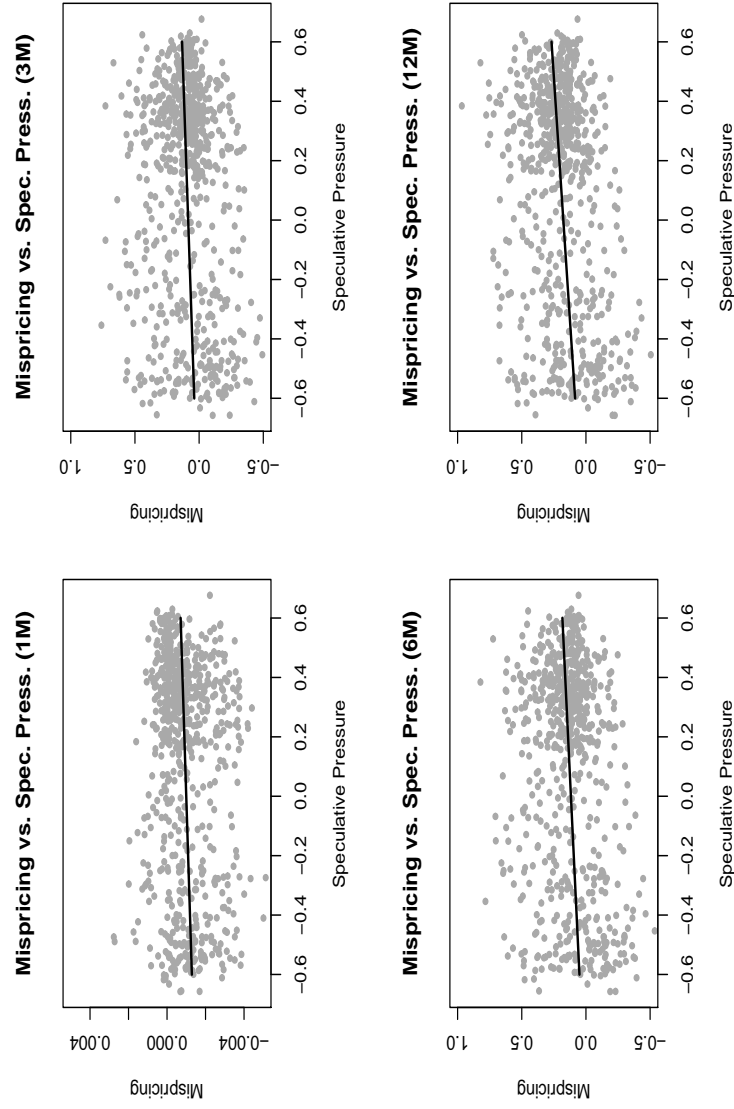 Mispricing vs. Spec. Press. (1M)
Mispricing
0.004
0.000
−0.004
−0.6 −0.4 −0.2 0.0 0.2 0.4 0.6
Speculative Pressure
Mispricing vs. Spec. Press. (3M)
Mispricing
1.0
0.5
0.0
−0.5
−0.6 −0.4 −0.2 0.0 0.2 0.4 0.6
Speculative Pressure
Mispricing vs. Spec. Press. (6M)
Mispricing
1.0
0.5
0.0
−0.5
−0.6 −0.4 −0.2 0.0 0.2 0.4 0.6
Speculative Pressure
Mispricing vs. Spec. Press. (12M)
Mispricing
1.0
0.5
0.0
−0.5
−0.6 −0.4 −0.2 0.0 0.2 0.4 0.6
Speculative Pressure